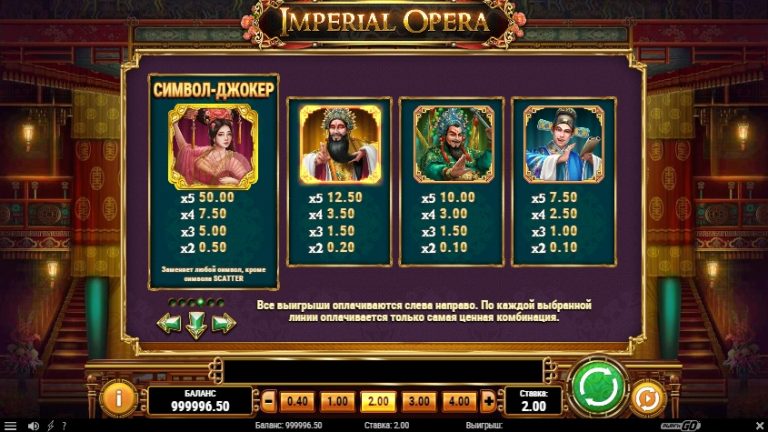 IMPERIAL OPERA
СИМВОЛ-ДЖОКЕР
x5 50.00
x4 7.50
x3 5.00
x2 0.50
Заменяет любой символ, кроме
символа SCATTER
x5 12.50
x4 3.50
x3 1.50
x2 0.20
x5 10.00
x4 3.00
x3 1.50
x2 0.10
x5 7.50
x4 2.50
x3 1.00
x2 0.10
Все выигрыши оплачиваются слева направо. По каждой выбранной
линии оплачивается только самая ценная комбинация.
i
БАЛАНС
999996.50
- 0.40 1.00 2.00 3.00 4.00 +
Ставка:
2.00
? Баланс: 999996.50 Ставка: 2.00 Выигрыш: PLAY'N GO